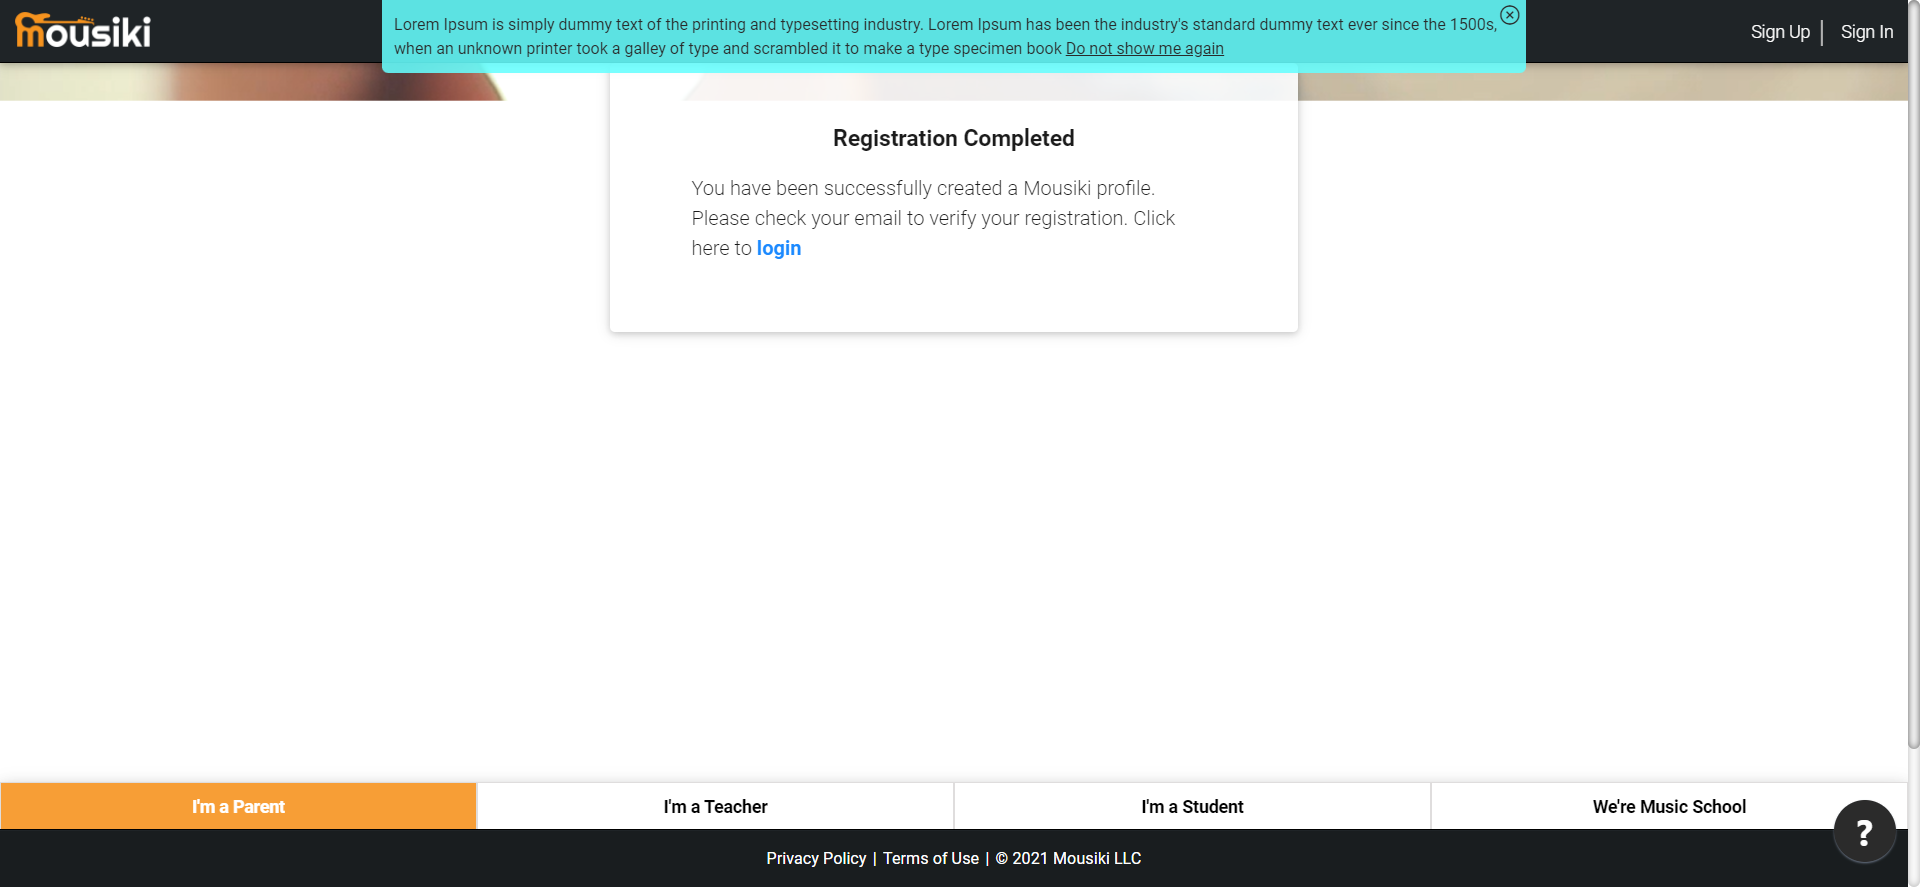 mousiki
Lorem Ipsum is simply dummy text of the printing and typesetting industry. Lorem Ipsum has been the industry's standard dummy text ever since the 1500s,
when an unknown printer took a galley of type and scrambled it to make a type specimen book Do not show me again
Sign Up | Sign In
Registration Completed
You have been successfully created a Mousiki profile.
Please check your email to verify your registration. Click
here to login
I'm a Parent
I'm a Teacher
I'm a Student
We're Music School
?
Privacy Policy | Terms of Use | © 2021 Mousiki LLC